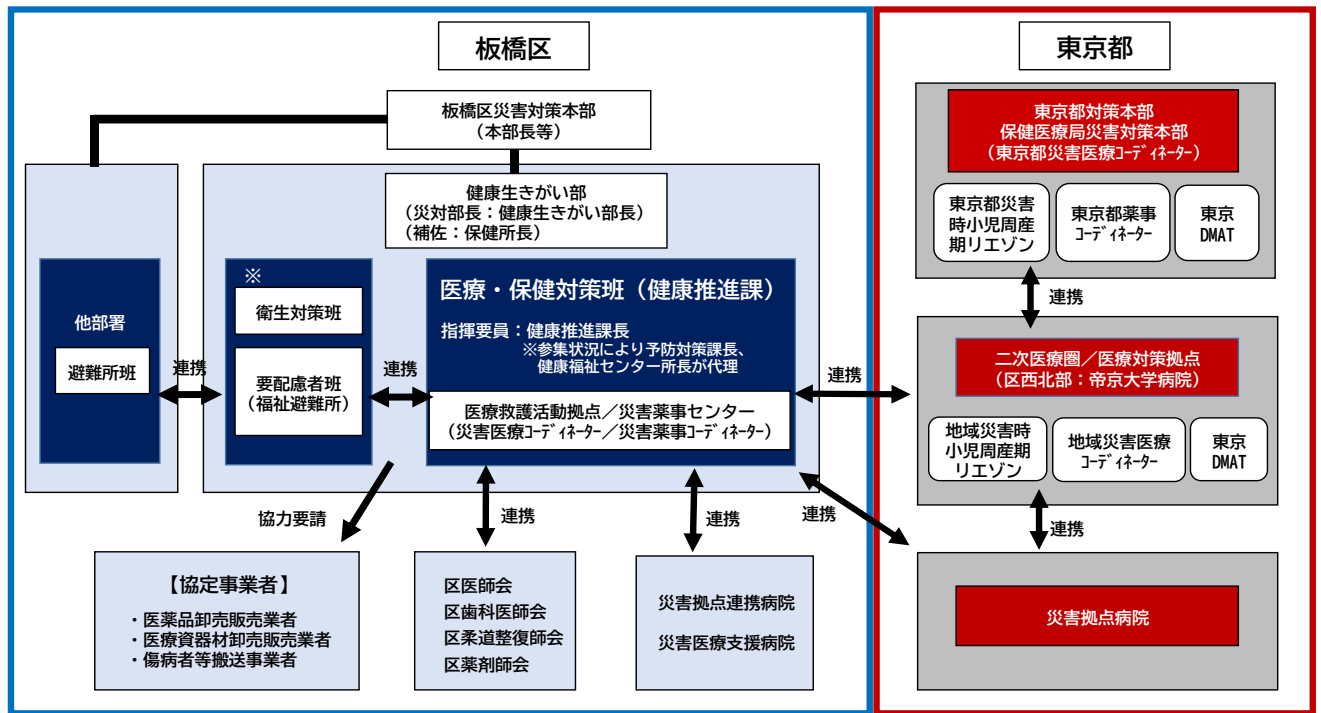 板橋区
板橋区災害対策本部
（本部長等）
健康生きがい部
（災対部長：健康生きがい部長）
（補佐：保健所長）
他部署
避難所班
連携
※
衛生対策班
要配慮者班
（福祉避難所）
連携
医療・保健対策班（健康推進課）
指揮要員：健康推進課長
※参集状況により予防対策課長、
健康福祉センター所長が代理
医療救護活動拠点／災害薬事センター
（災害医療ｺｰﾃﾞｨﾈｰﾀｰ／災害薬事ｺｰﾃﾞｨﾈｰﾀｰ）
連携
協力要請
連携
連携
連携
【協定事業者】
・医薬品卸売販売業者
・医療資器材卸売販売業者
・傷病者等搬送事業者
区医師会
区歯科医師会
区柔道整復師会
区薬剤師会
災害拠点連携病院
災害医療支援病院
東京都
東京都対策本部
保健医療局災害対策本部
（東京都災害医療ｺｰﾃﾞｨﾈｰﾀｰ）
東京都災害
時小児周産
期リエゾン
東京都薬事
ｺｰﾃﾞｨﾈｰﾀｰ
東京
DMAT
連携
二次医療圏／医療対策拠点
（区西北部：帝京大学病院）
地域災害時
小児周産期
リエゾン
地域災害医療
ｺｰﾃﾞｨﾈｰﾀｰ
東京
DMAT
連携
災害拠点病院